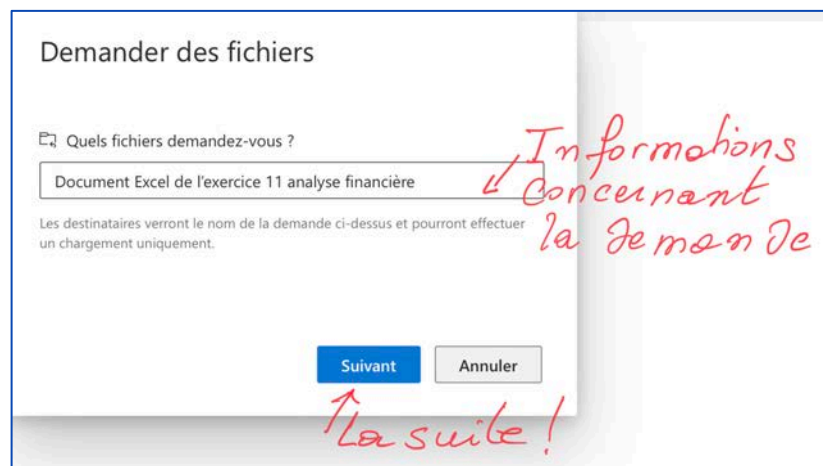 Demander des fichiers
Quels fichiers demandez-vous ?
Document Excel de l'exercice 11 analyse financière
Les destinataires verront le nom de la demande ci-dessus et pourront effectuer
un chargement uniquement.
Informations
concernant
la demande
Suivant
Annuler
La suite !